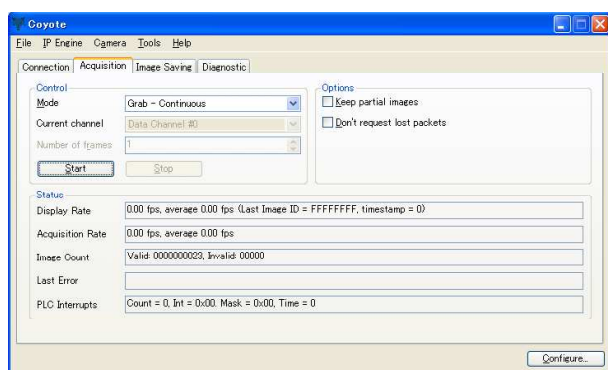 Coyote
File IP Engine Camera Tools Help
Connection Acquisition Image Saving Diagnostic
Control
Mode Grab - Continuous
Current channel Data Channel #0
Number of frames 1
Start Stop
Options
Keep partial images
Don't request lost packets
Status
Display Rate 0.00 fps, average 0.00 fps (Last Image ID = FFFFFFFF, timestamp = 0)
Acquisition Rate 0.00 fps, average 0.00 fps
Image Count Valid: 0000000023, Invalid: 00000
Last Error
PLC Interrupts Count = 0, Int = 0x00. Mask = 0x00, Time = 0
Configure...